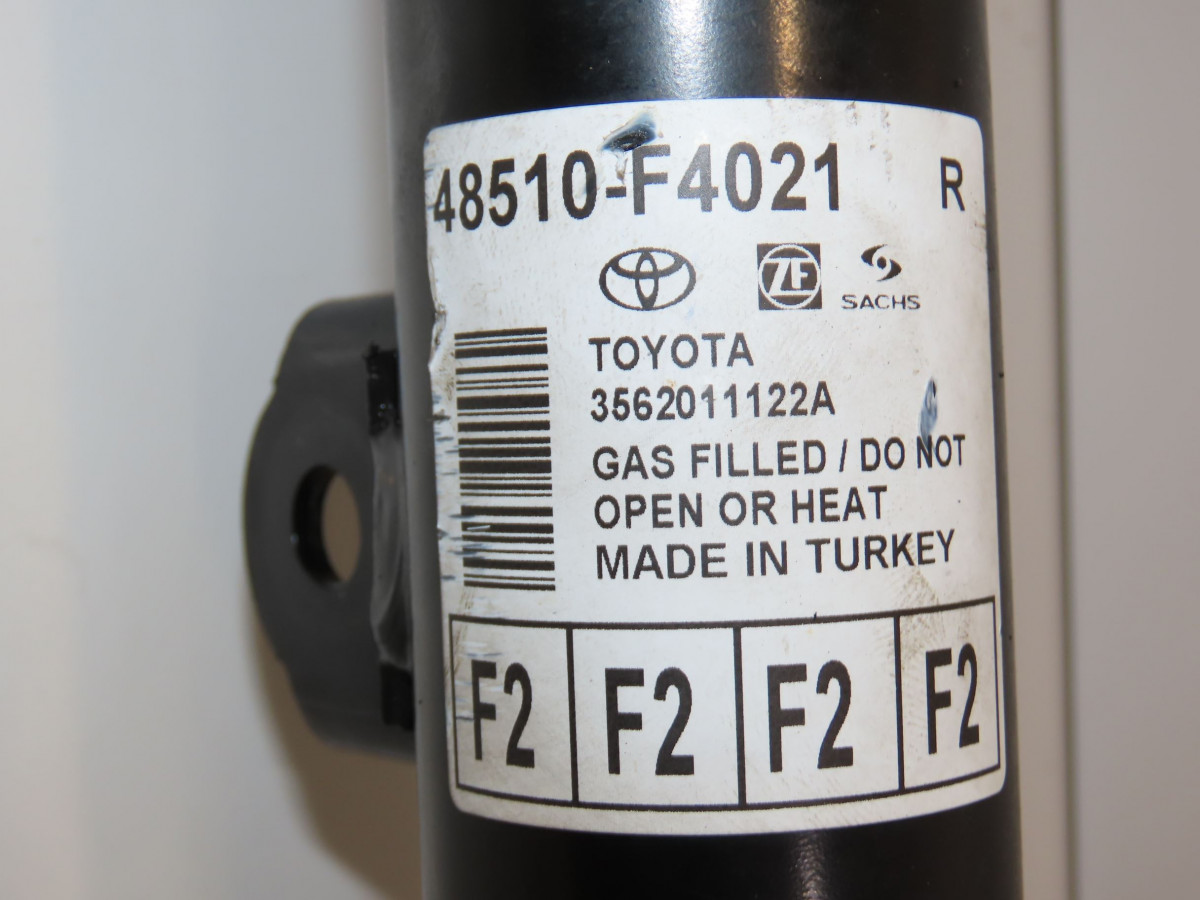 48510-F4021 R
ZF SACHS
TOYOTA
3562011122A
GAS FILLED / DO NOT
OPEN OR HEAT
MADE IN TURKEY
F2 F2 F2 F2